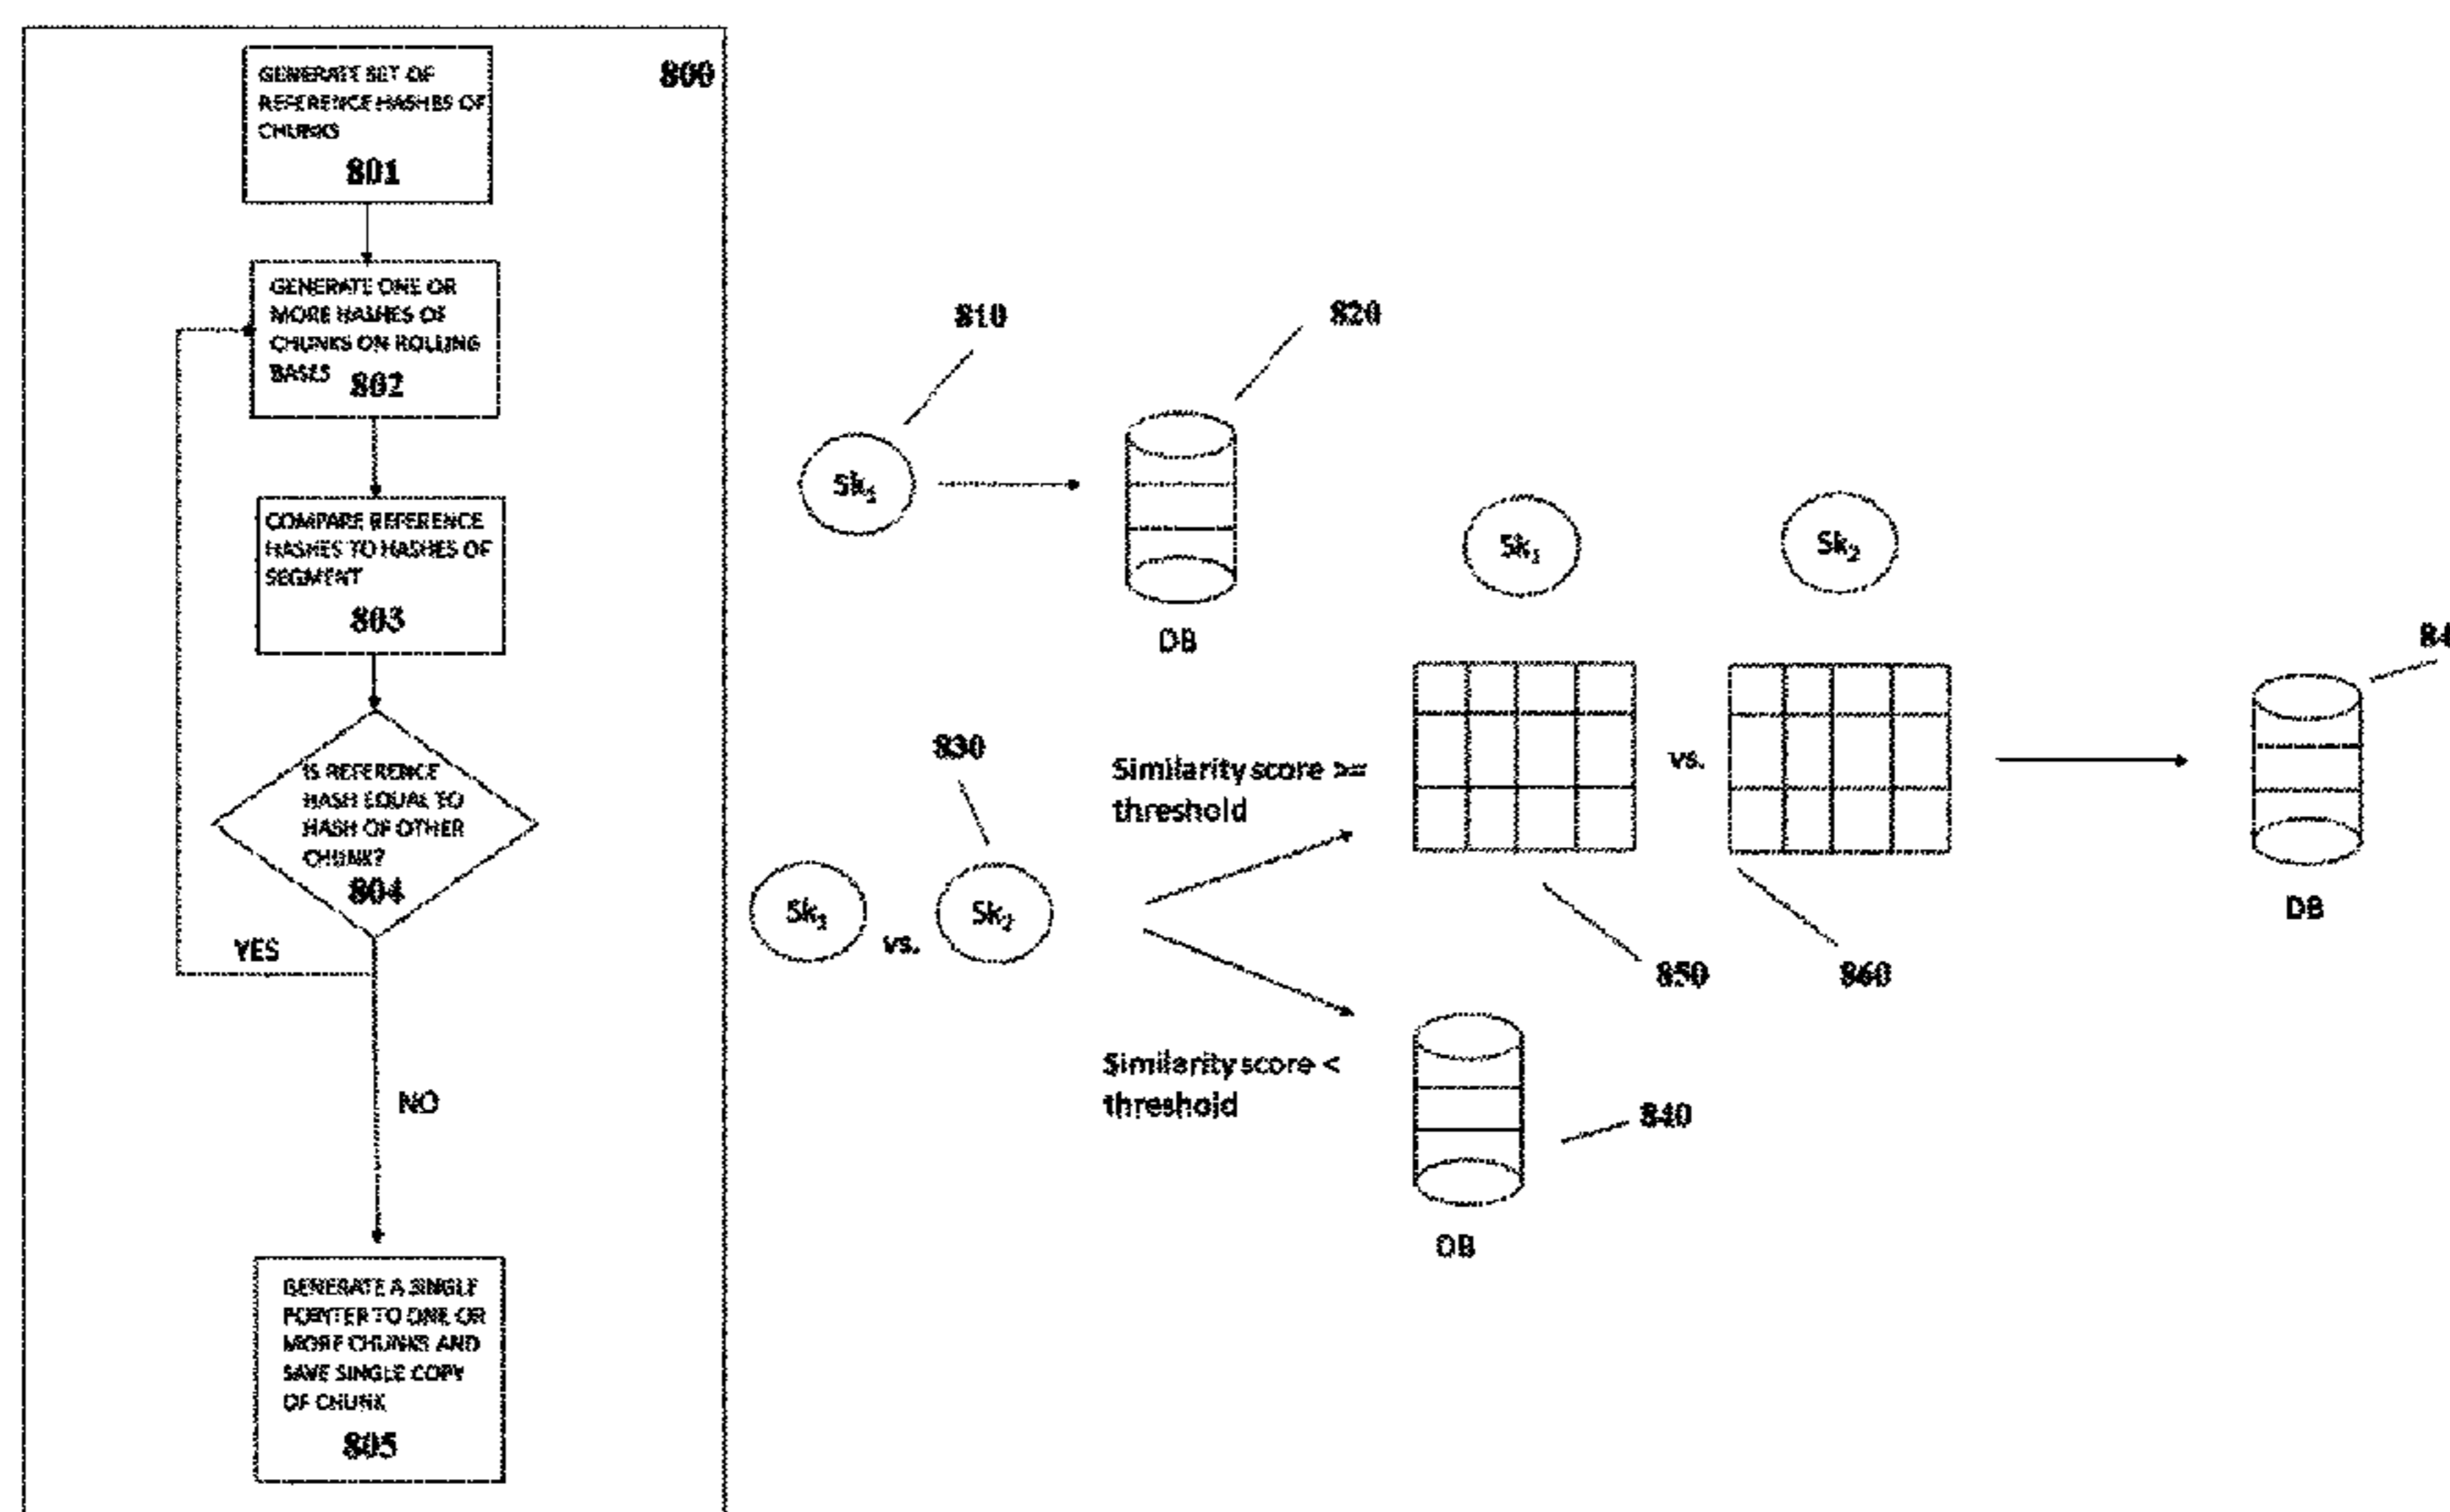 800
GENERATE SET OF
REFERENCE HASHES OF
CHUNKS
801
GENERATE ONE OR
MORE HASHES OF
CHUNKS ON ROLLING
BASES
802
COMPARE REFERENCE
HASHES TO HASHES OF
SEGMENT
803
IS REFERENCE
HASH EQUAL TO
HASH OF OTHER
CHUNK?
804
YES
NO
GENERATE A SINGLE
POINTER TO ONE OR
MORE CHUNKS AND
SAVE SINGLE COPY
OF CHUNK
805
810
820
Sk₁
DB
830
Sk₁
vs.
Sk₂
Similarity score >=
threshold
Similarity score <
threshold
Sk₁
Sk₂
vs.
850
860
840
DB
84
DB